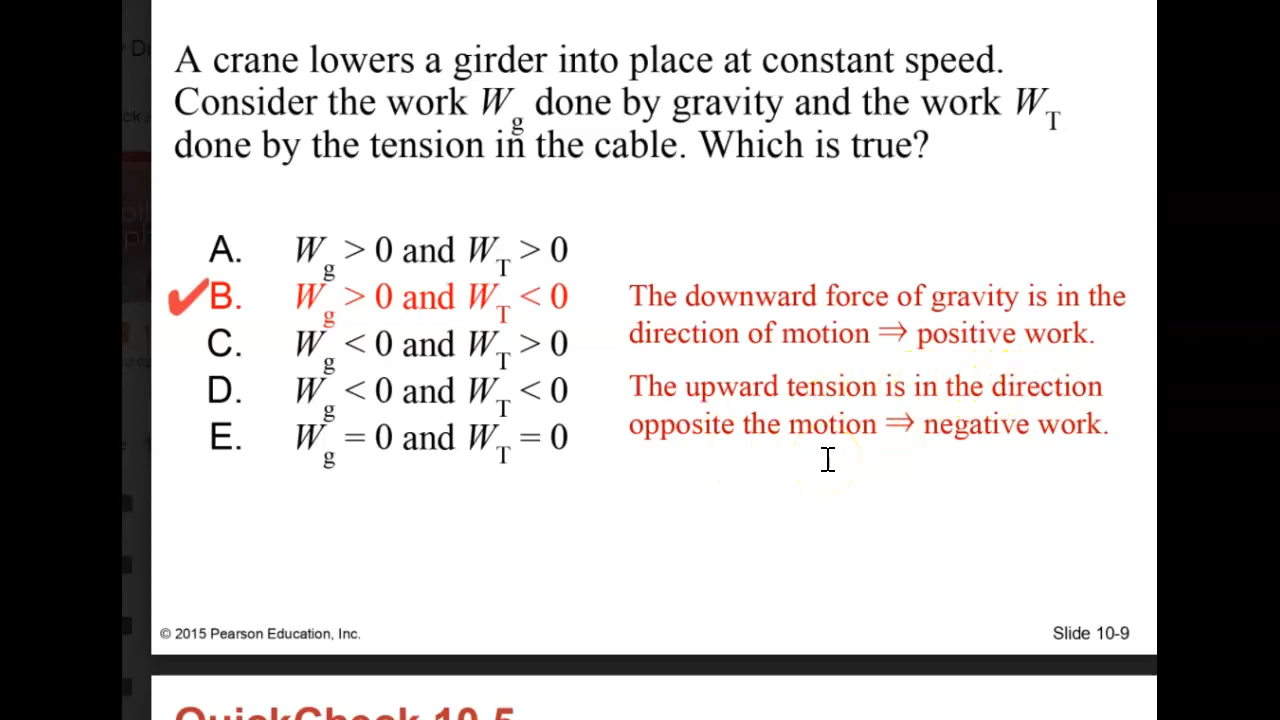 A crane lowers a girder into place at constant speed.
Consider the work Wg done by gravity and the work WT
done by the tension in the cable. Which is true?
A. Wg > 0 and WT > 0
✔B. Wg > 0 and WT < 0
The downward force of gravity is in the
direction of motion ⇒ positive work.
C. Wg < 0 and WT > 0
D. Wg < 0 and WT < 0
The upward tension is in the direction
opposite the motion ⇒ negative work.
E. Wg = 0 and WT = 0
© 2015 Pearson Education, Inc.
Slide 10-9
QuickCheck 10.5